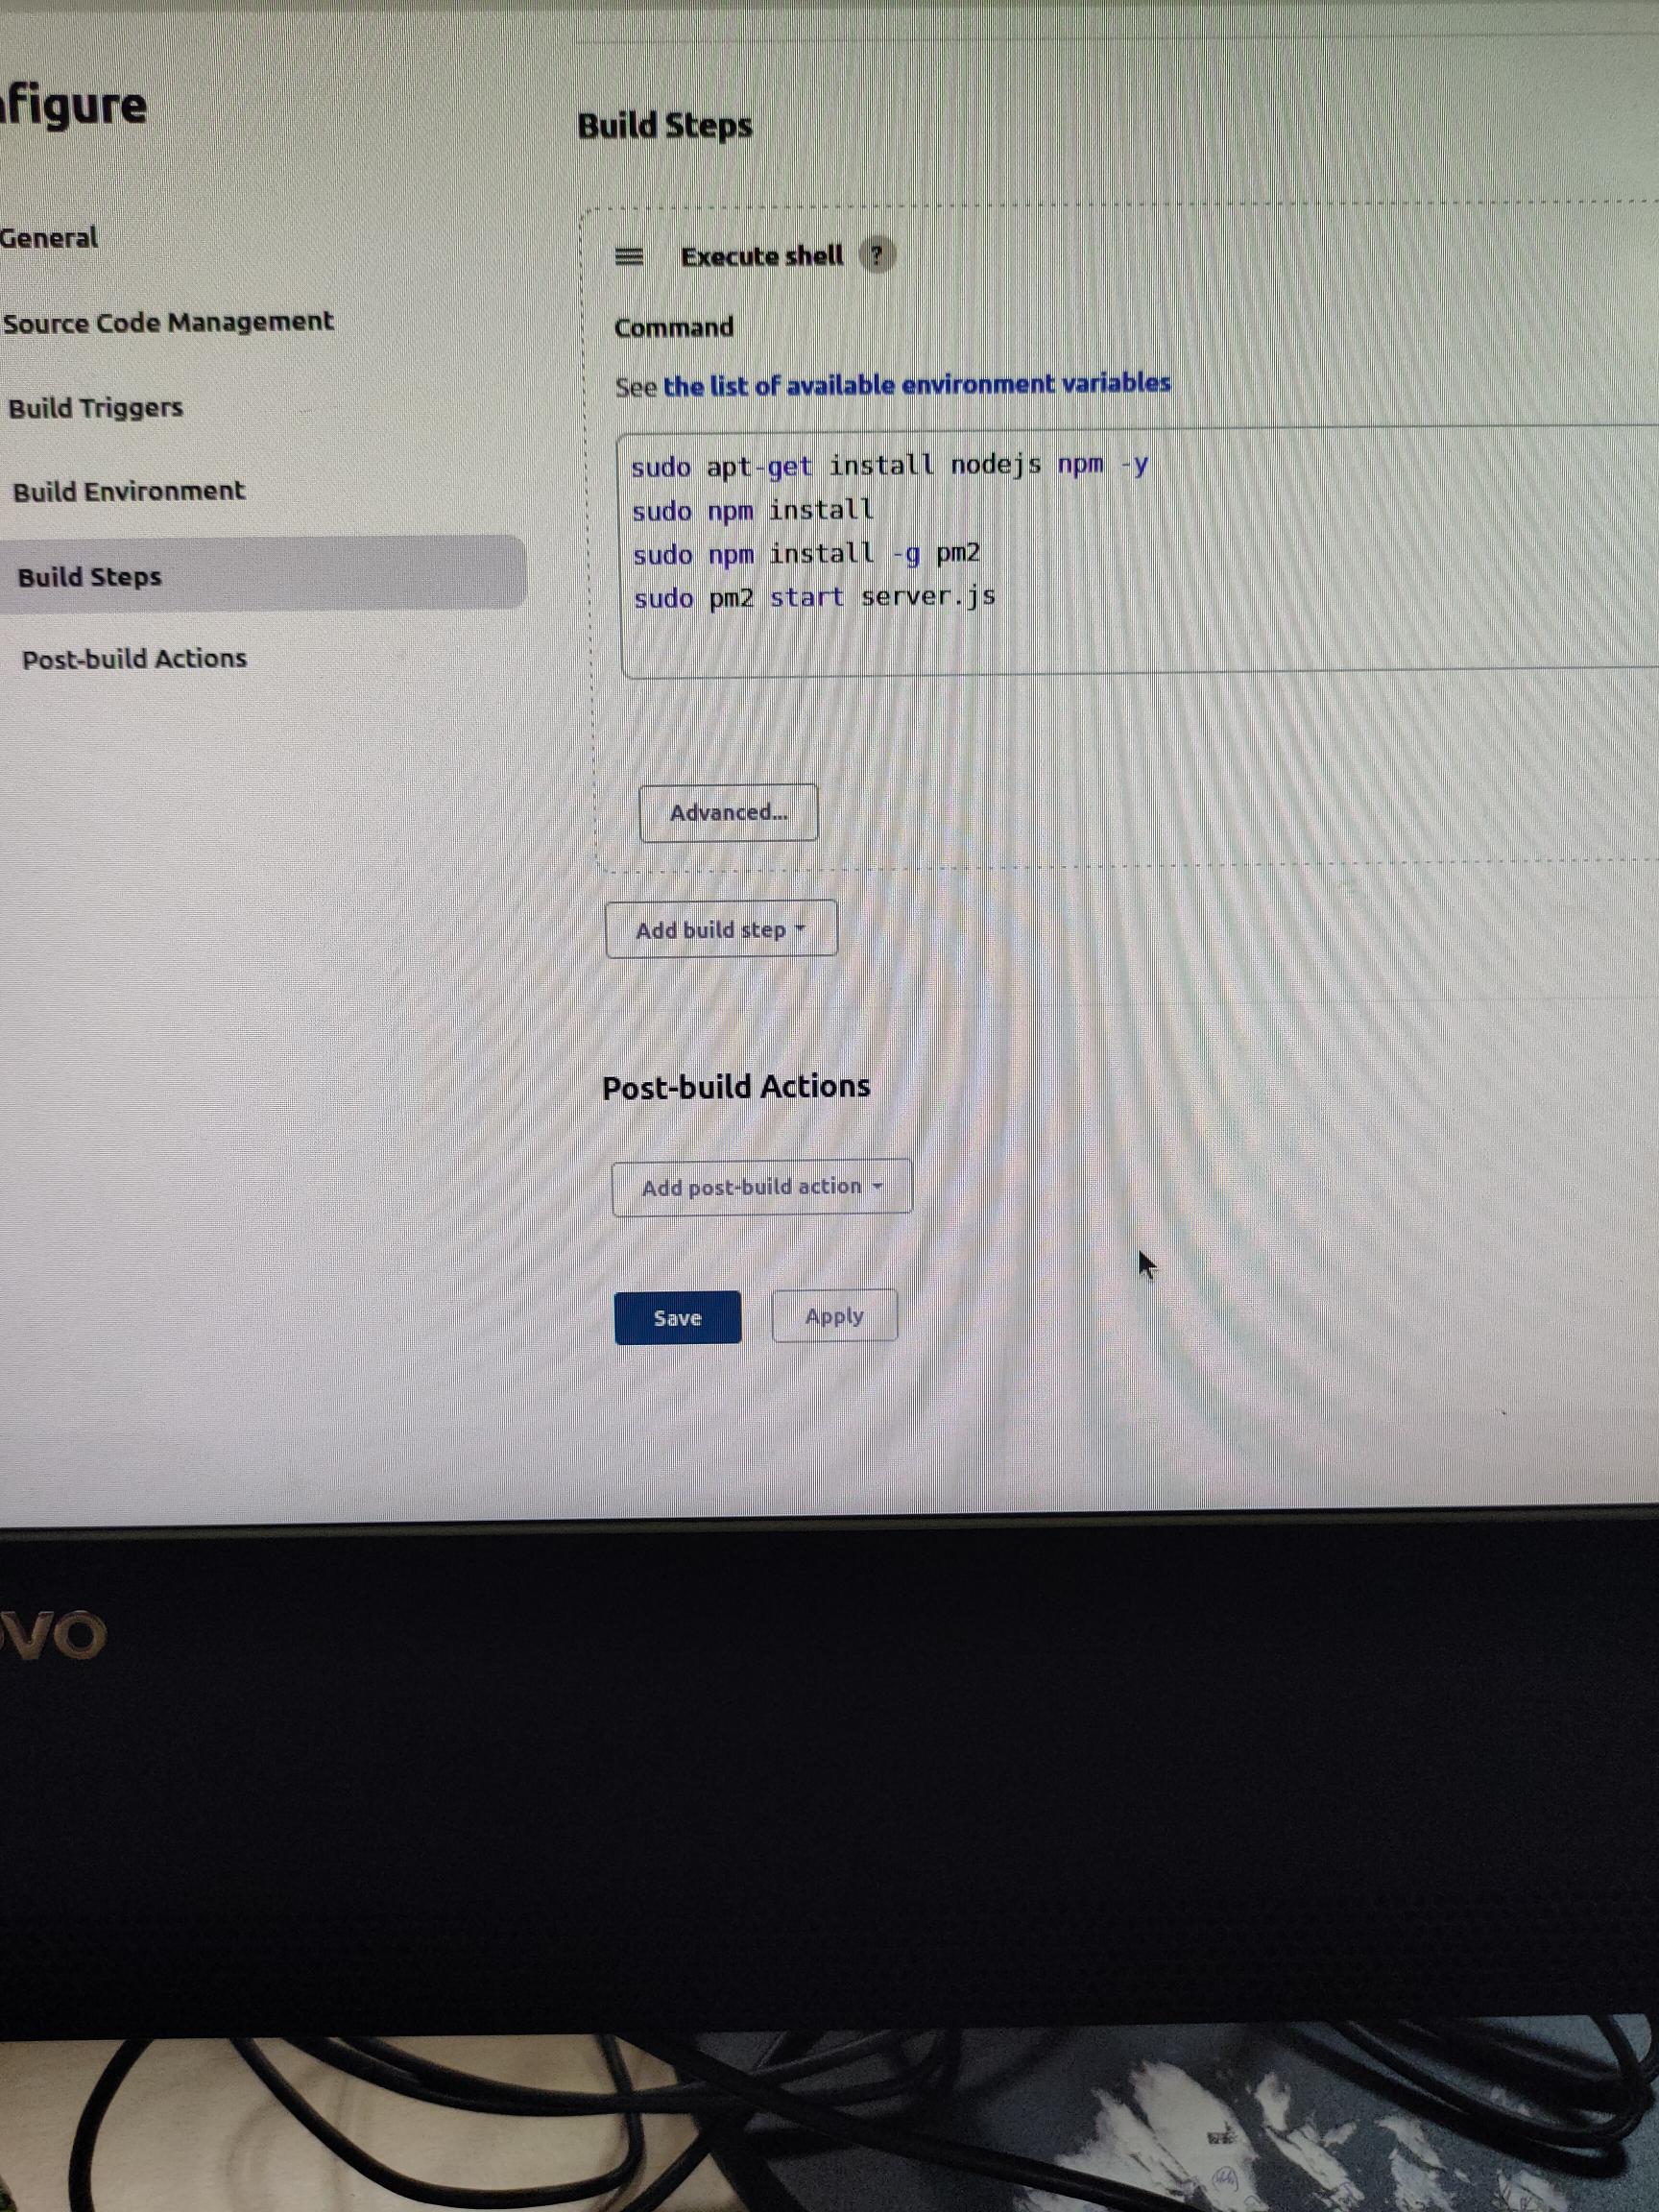 figure
General
Source Code Management
Build Triggers
Build Environment
Build Steps
Post-build Actions
Build Steps
Execute shell ?
Command
See the list of available environment variables
sudo apt-get install nodejs npm -y
sudo npm install
sudo npm install -g pm2
sudo pm2 start server.js
Advanced...
Add build step
Post-build Actions
Add post-build action
Save
Apply
vo